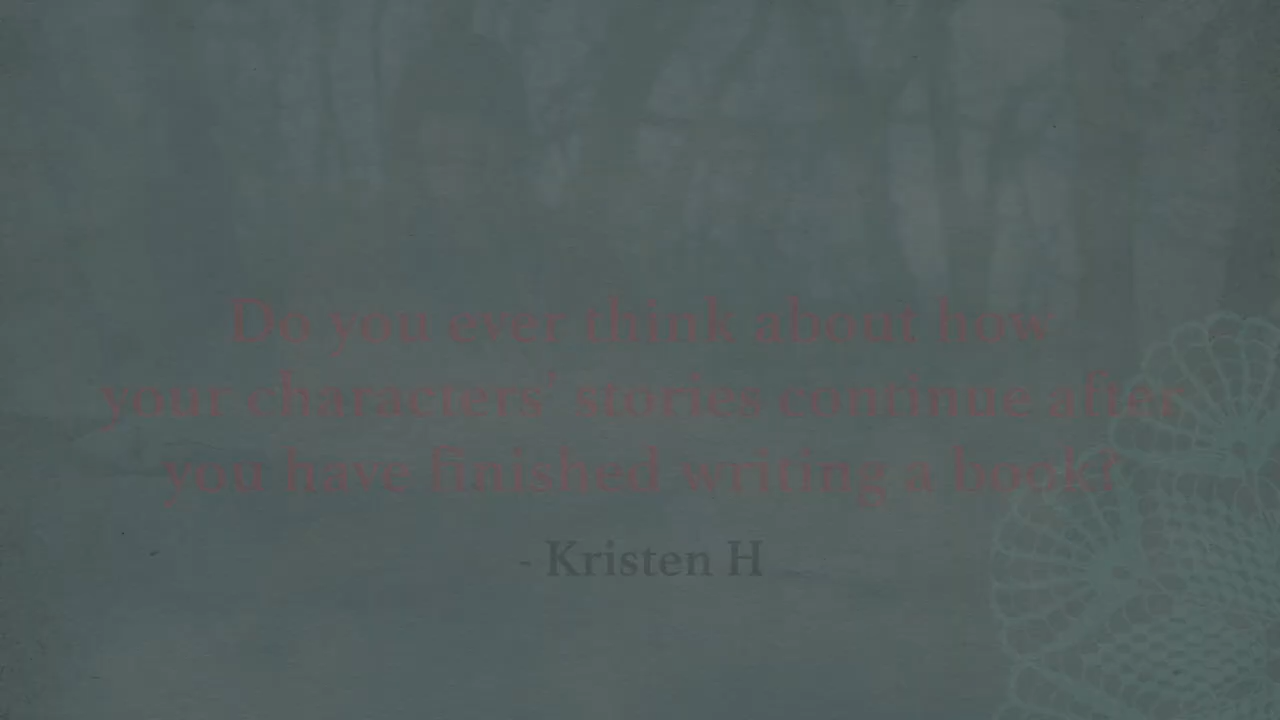 Do you ever think about how
your characters' stories continue after
you have finished writing a book?
- Kristen H